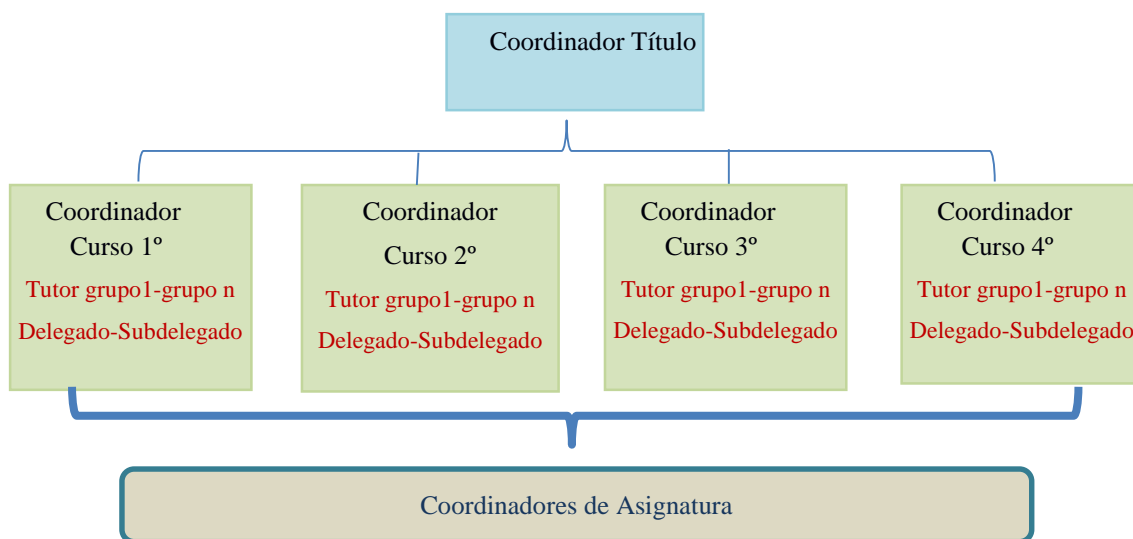 Coordinador Título
Coordinador
Curso 1º
Tutor grupo1-grupo n
Delegado-Subdelegado
Coordinador
Curso 2º
Tutor grupo1-grupo n
Delegado-Subdelegado
Coordinador
Curso 3º
Tutor grupo1-grupo n
Delegado-Subdelegado
Coordinador
Curso 4º
Tutor grupo1-grupo n
Delegado-Subdelegado
Coordinadores de Asignatura